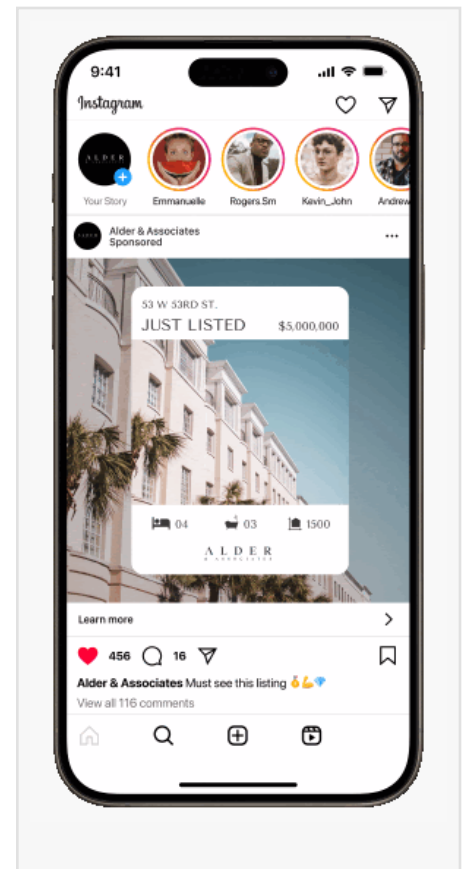 9:41
Instagram
ALDER
Your Story
Emmanuelle
Rogers.Sm
Kevin_John
Andrew
Alder & Associates
Sponsored
53 W 53RD ST.
JUST LISTED $5,000,000
04 03 1500
ALDER
& ASSOCIATES
Learn more
456 16
Alder & Associates Must see this listing 💍💪💎
View all 116 comments